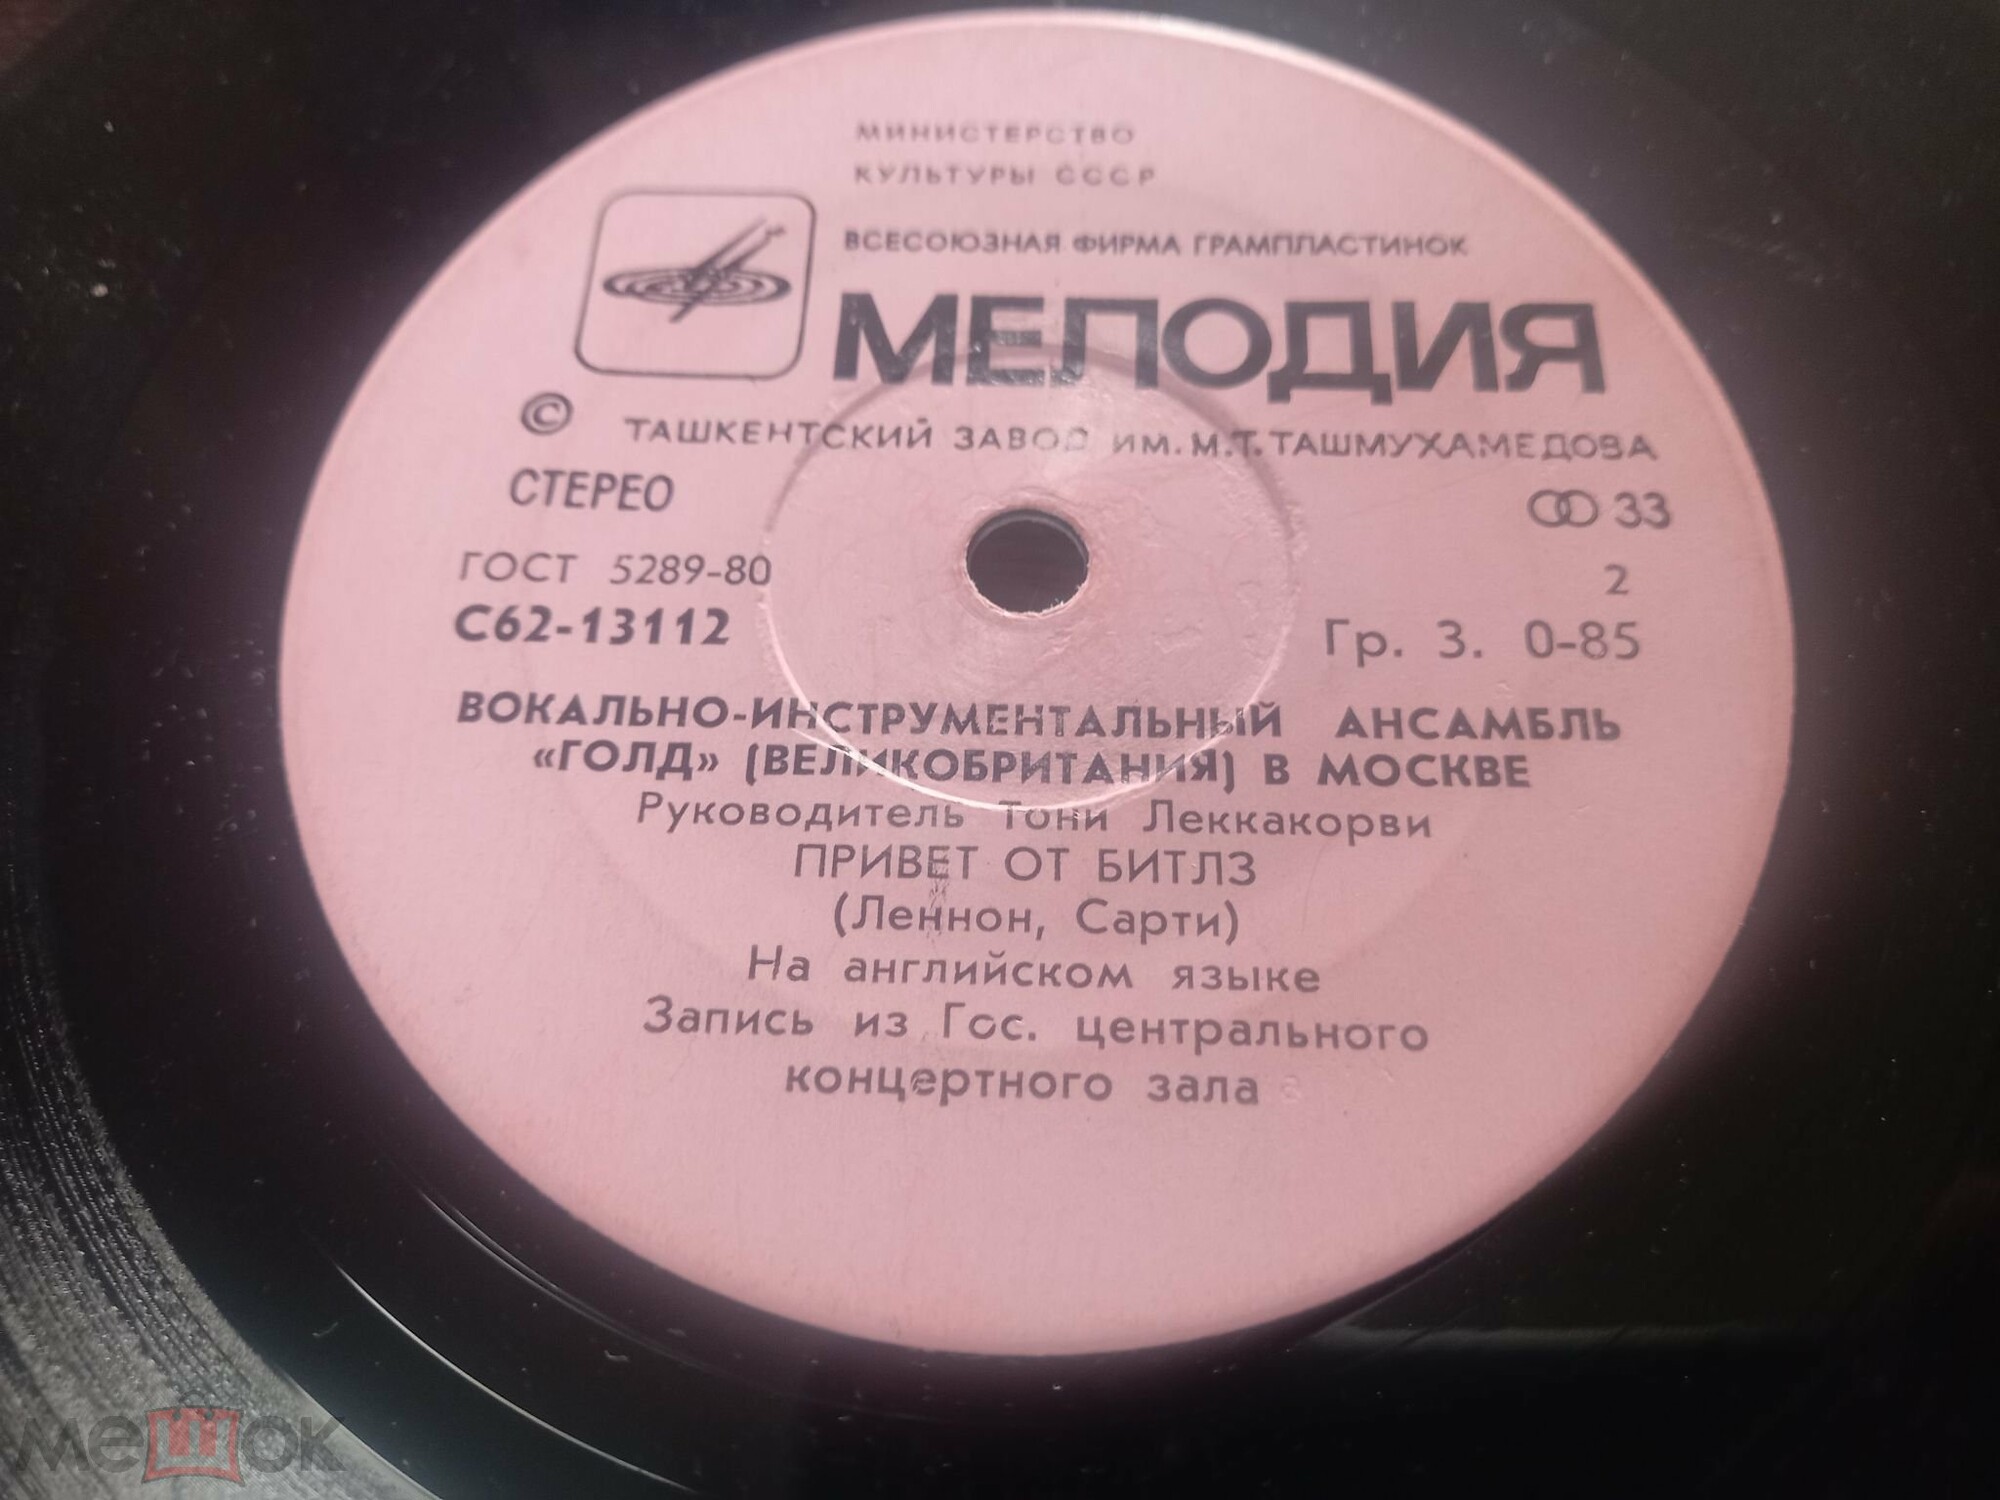 МИНИСТЕРСТВО
КУЛЬТУРЫ СССР
ВСЕСОЮЗНАЯ ФИРМА ГРАМПЛАСТИНОК
МЕЛОДИЯ
© ТАШКЕНТСКИЙ ЗАВОД ИМ. М.Т. ТАШМУХАМЕДОВА
СТЕРЕО
33
ГОСТ 5289-80
2
С62-13112
Гр. 3. 0-85
ВОКАЛЬНО-ИНСТРУМЕНТАЛЬНЫЙ АНСАМБЛЬ
«ГОЛД» (ВЕЛИКОБРИТАНИЯ) В МОСКВЕ
Руководитель Тони Леккакорви
ПРИВЕТ ОТ БИТЛЗ
(Леннон, Сарти)
На английском языке
Запись из Гос. центрального
концертного зала
мешок